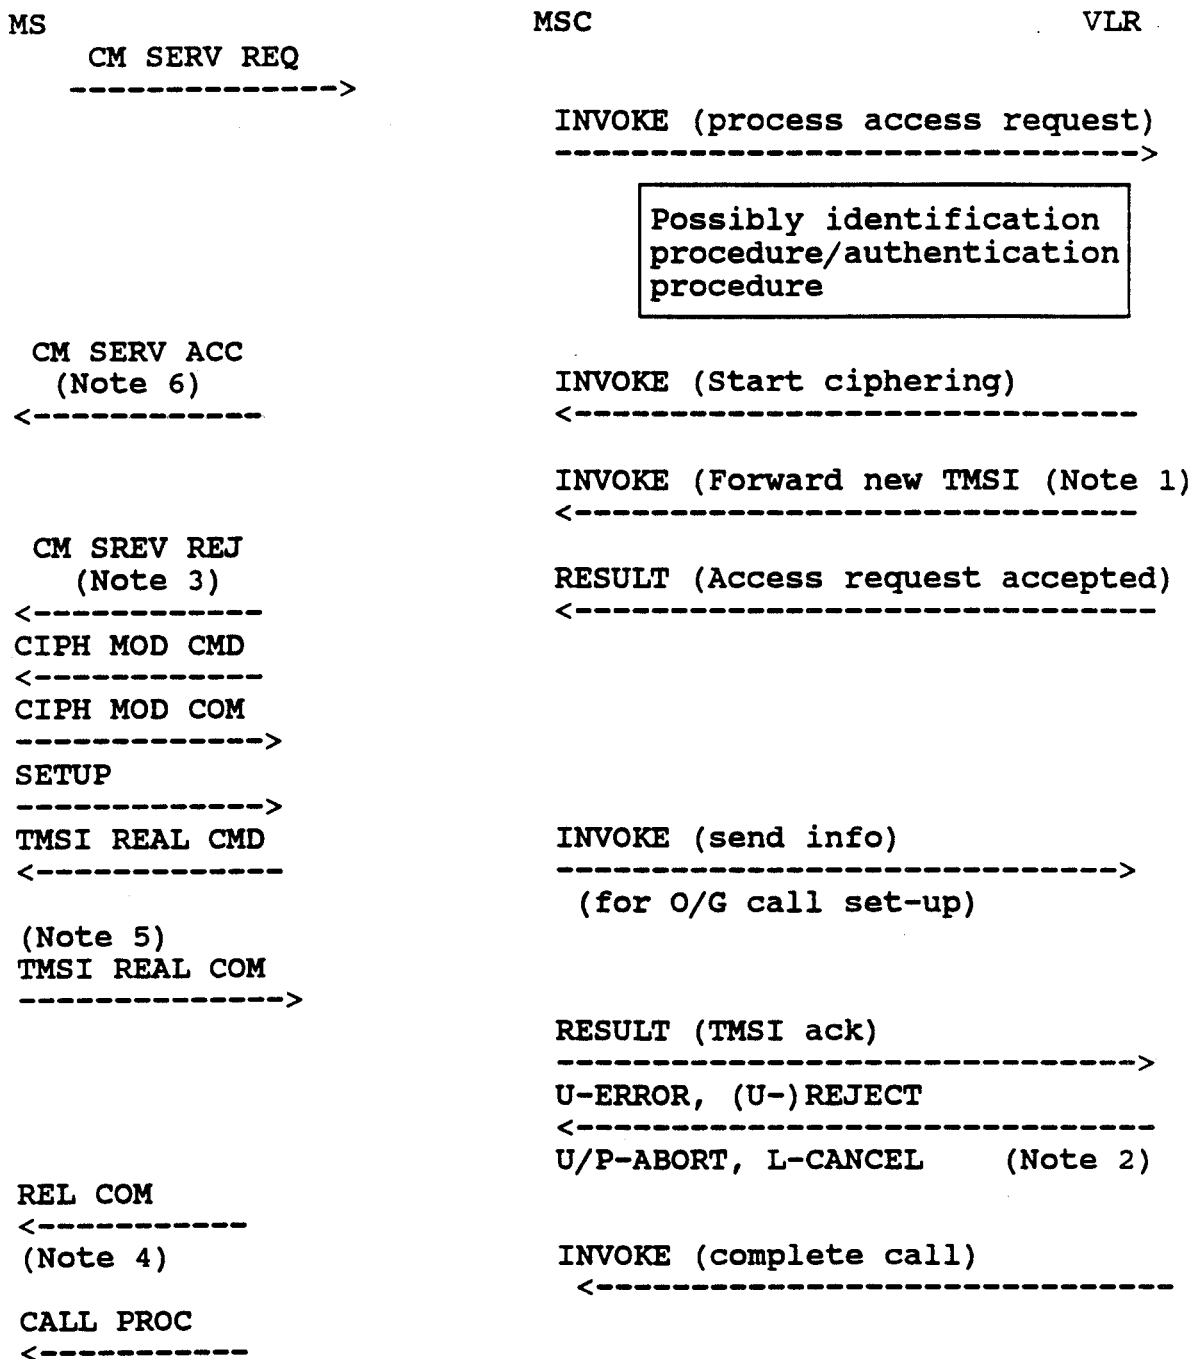 MS MSC VLR
CM SERV REQ
-------------->
INVOKE (process access request)
------------------------------->
Possibly identification
procedure/authentication
procedure
CM SERV ACC
(Note 6) INVOKE (Start ciphering)
<------------ <-----------------------------
INVOKE (Forward new TMSI (Note 1)
<-----------------------------
CM SREV REJ
(Note 3) RESULT (Access request accepted)
<------------ <------------------------------
CIPH MOD CMD
<------------
CIPH MOD COM
------------->
SETUP
------------->
TMSI REAL CMD INVOKE (send info)
<------------- ----------------------------->
(for O/G call set-up)
(Note 5)
TMSI REAL COM
-------------->
RESULT (TMSI ack)
------------------------------>
U-ERROR, (U-)REJECT
<------------------------------
U/P-ABORT, L-CANCEL (Note 2)
REL COM
<-----------
(Note 4) INVOKE (complete call)
<------------------------------
CALL PROC
<-----------